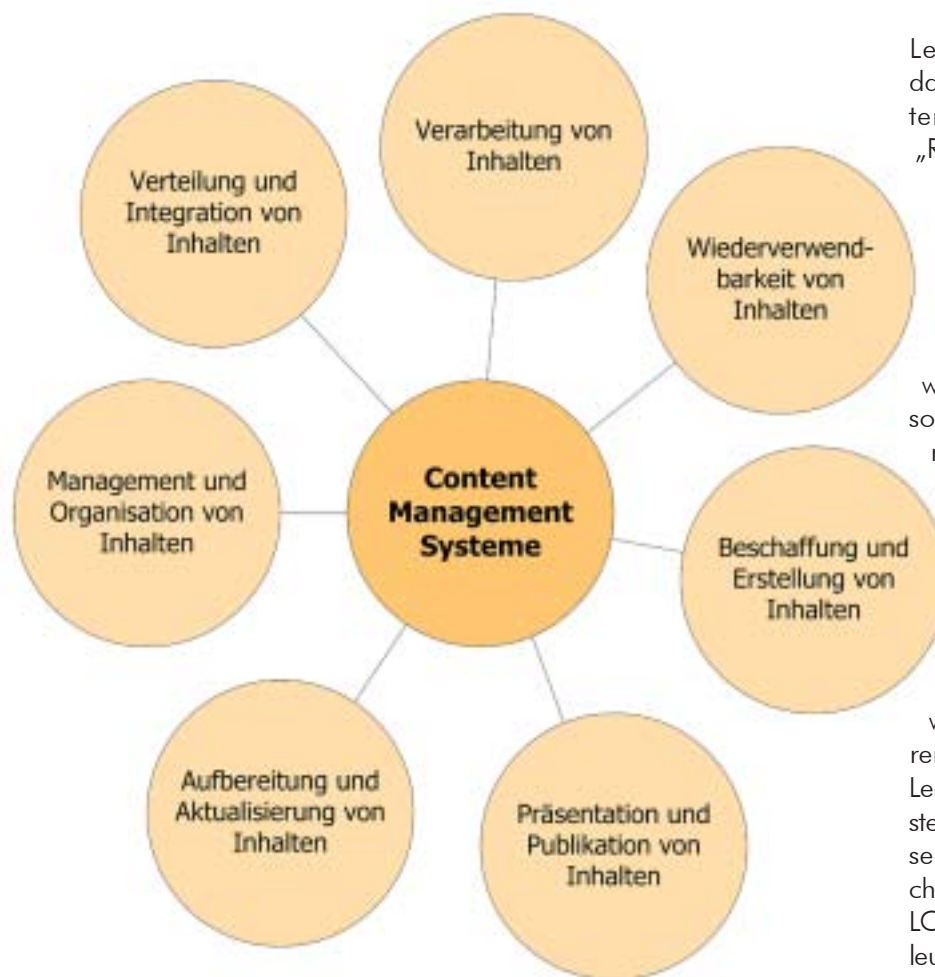 Verarbeitung von
Inhalten
Verteilung und
Integration von
Inhalten
Wiederverwend-
barkeit von
Inhalten
Content
Management
Systeme
Management und
Organisation von
Inhalten
Beschaffung und
Erstellung von
Inhalten
Aufbereitung und
Aktualisierung von
Inhalten
Präsentation und
Publikation von
Inhalten